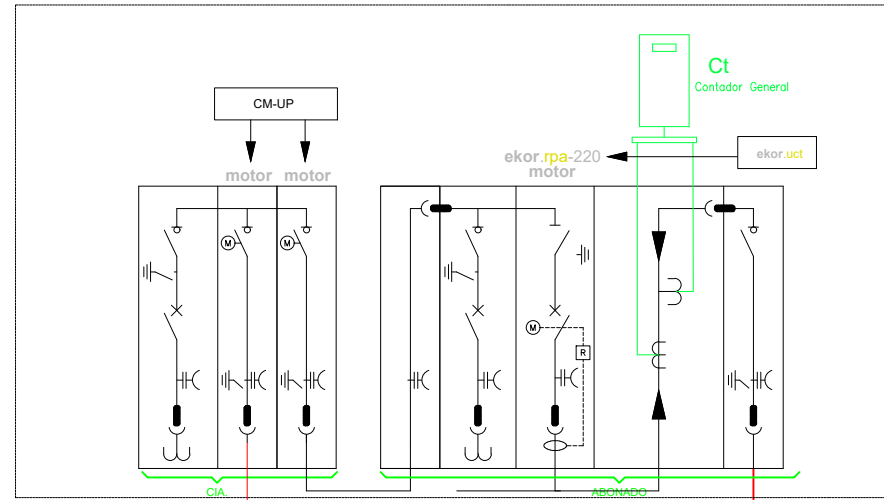 Ct
Contador General
CM-UP
ekor.rpa-220
motor
ekor.uct
motor
motor
M
M
M
R
CIA.
ABONADO